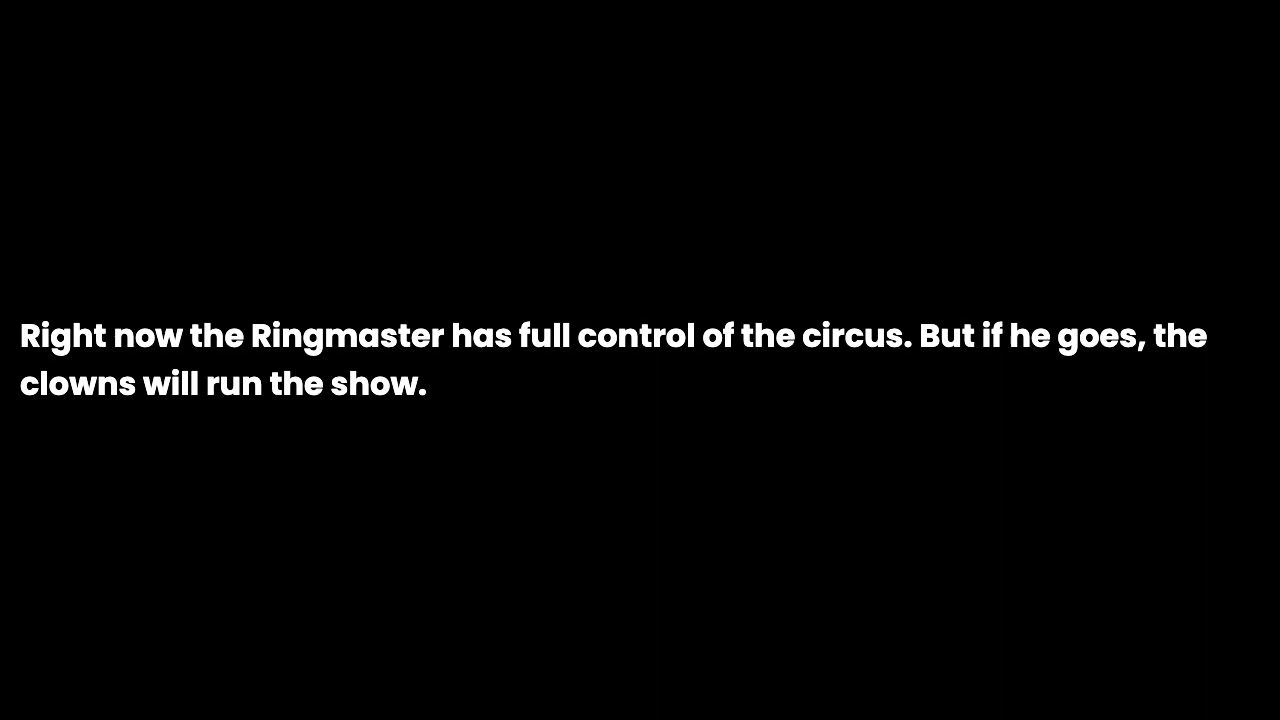 Right now the Ringmaster has full control of the circus. But if he goes, the
clowns will run the show.